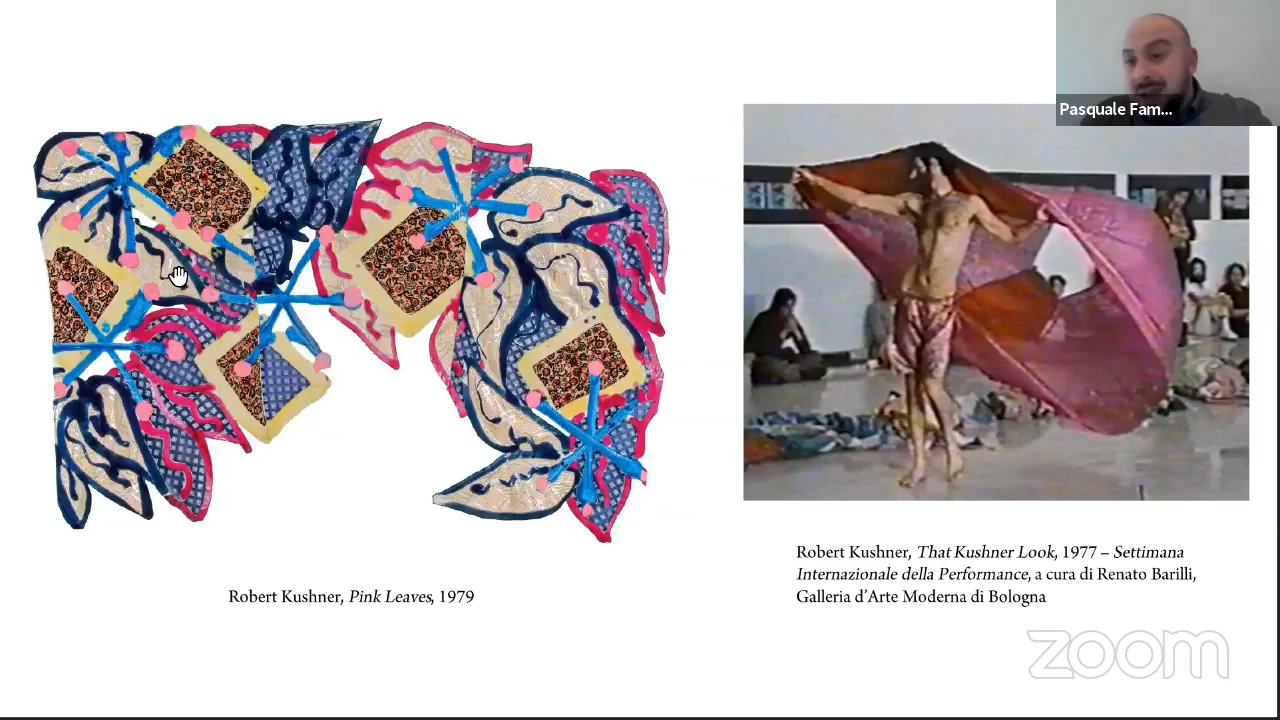 Pasquale Fam...
Robert Kushner, Pink Leaves, 1979
Robert Kushner, That Kushner Look, 1977 – Settimana
Internazionale della Performance, a cura di Renato Barilli,
Galleria d’Arte Moderna di Bologna
zoom